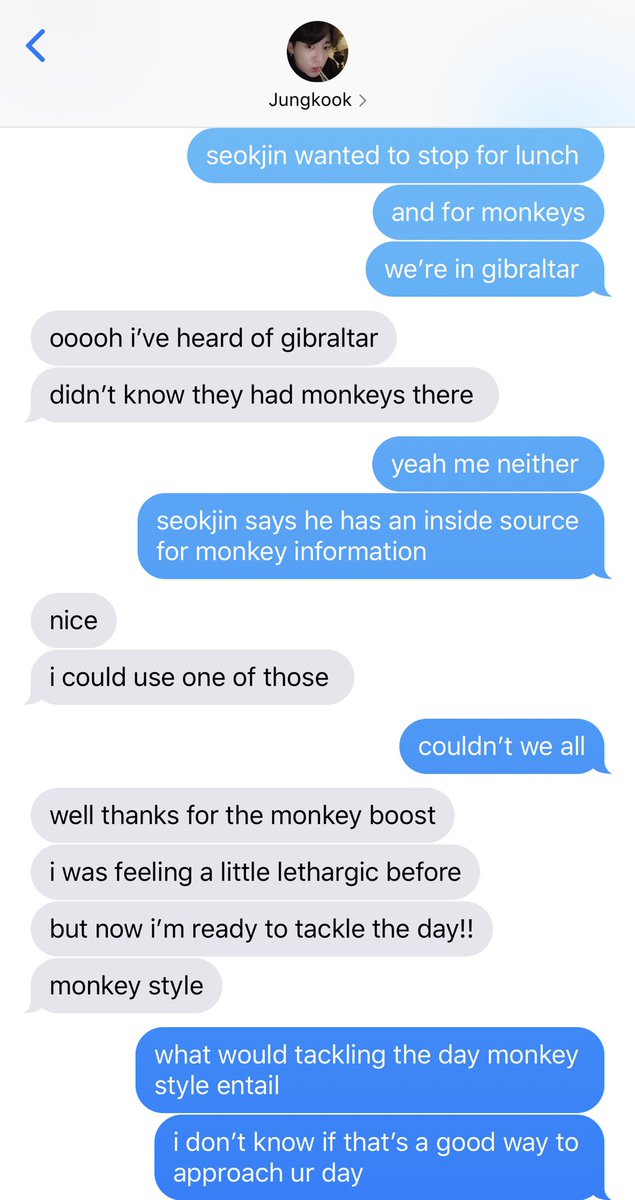 Jungkook
seokjin wanted to stop for lunch
and for monkeys
we’re in gibraltar
ooooh i’ve heard of gibraltar
didn’t know they had monkeys there
yeah me neither
seokjin says he has an inside source
for monkey information
nice
i could use one of those
couldn’t we all
well thanks for the monkey boost
i was feeling a little lethargic before
but now i’m ready to tackle the day!!
monkey style
what would tackling the day monkey
style entail
i don’t know if that’s a good way to
approach ur day